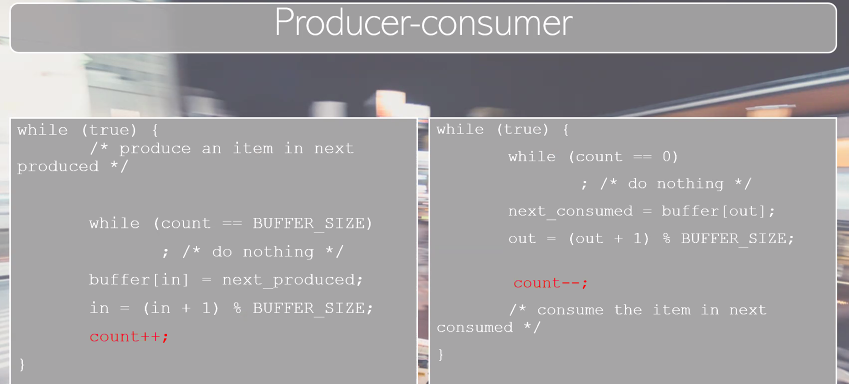 Producer-consumer
while (true) {
/* produce an item in next
produced */
while (count == BUFFER_SIZE)
; /* do nothing */
buffer[in] = next_produced;
in = (in + 1) % BUFFER_SIZE;
count++;
}
while (true) {
while (count == 0)
; /* do nothing */
next_consumed = buffer[out];
out = (out + 1) % BUFFER_SIZE;
count--;
/* consume the item in next
consumed */
}